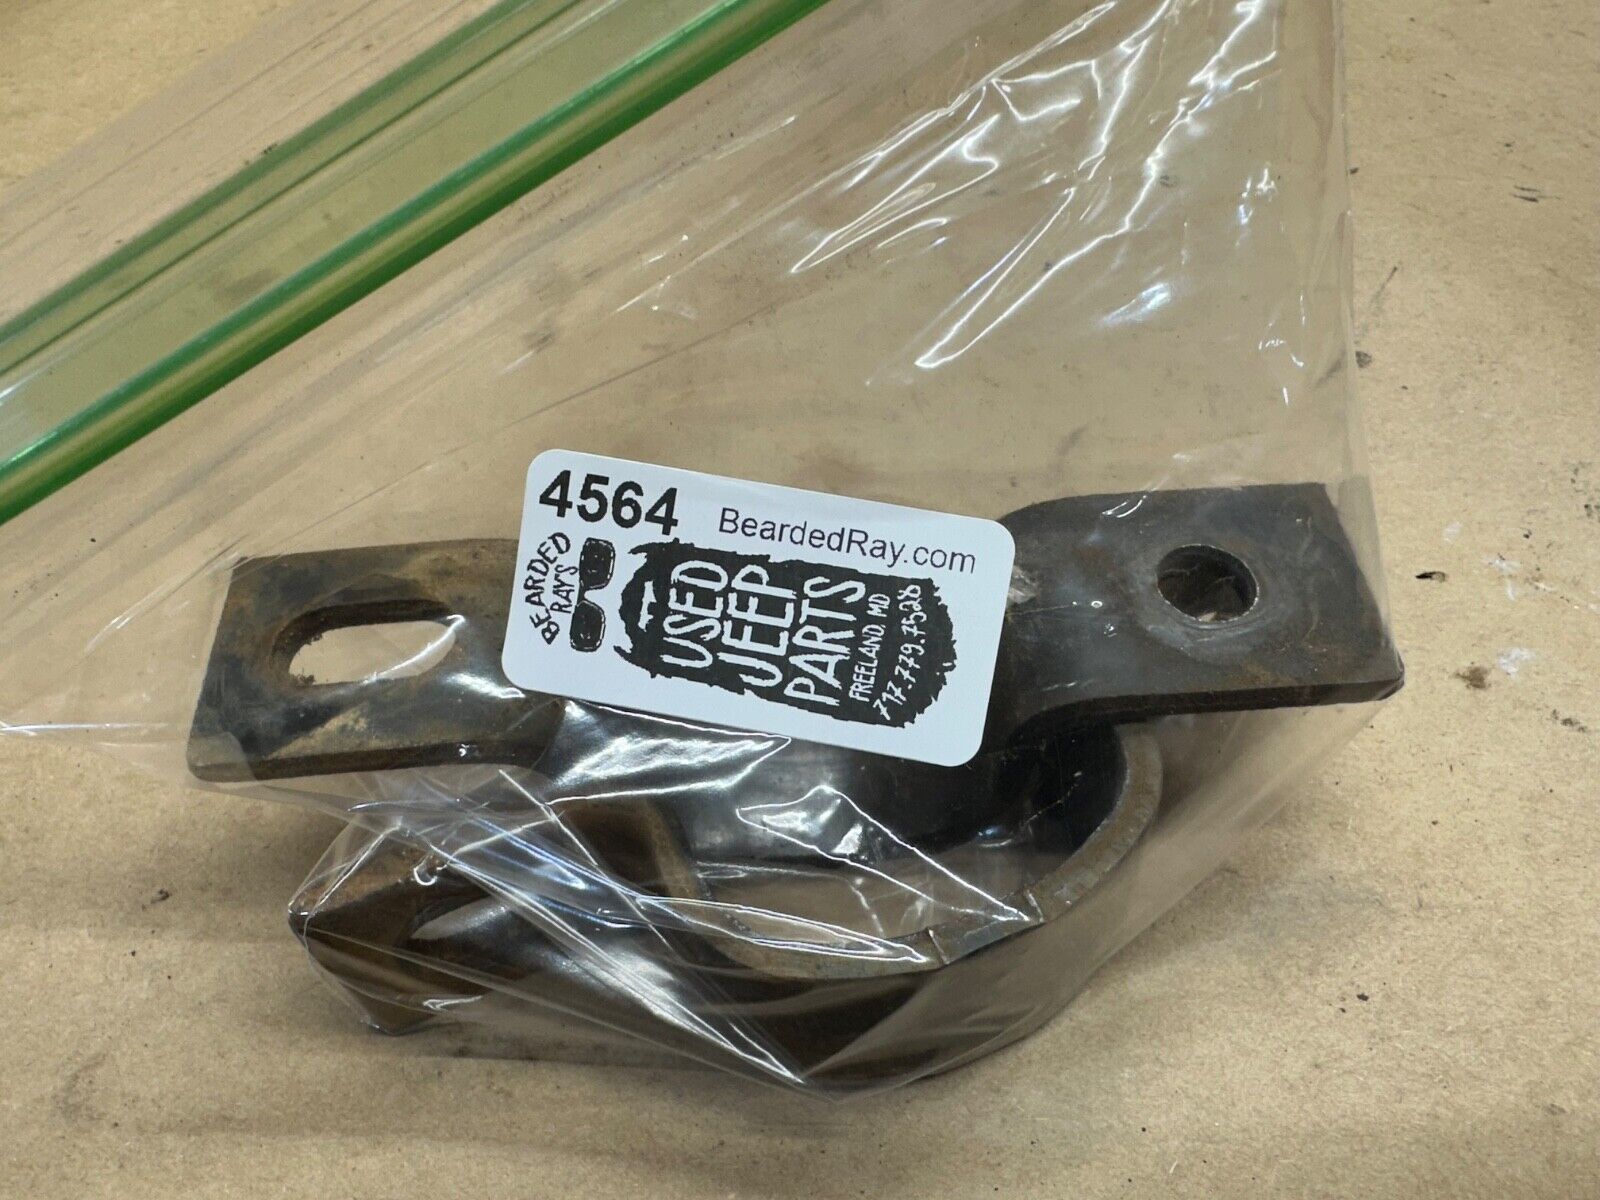 4564
BeardedRay.com
BEARDED
RAY'S
USED
JEEP
PARTS
FREELAND, MD
717.779.7528